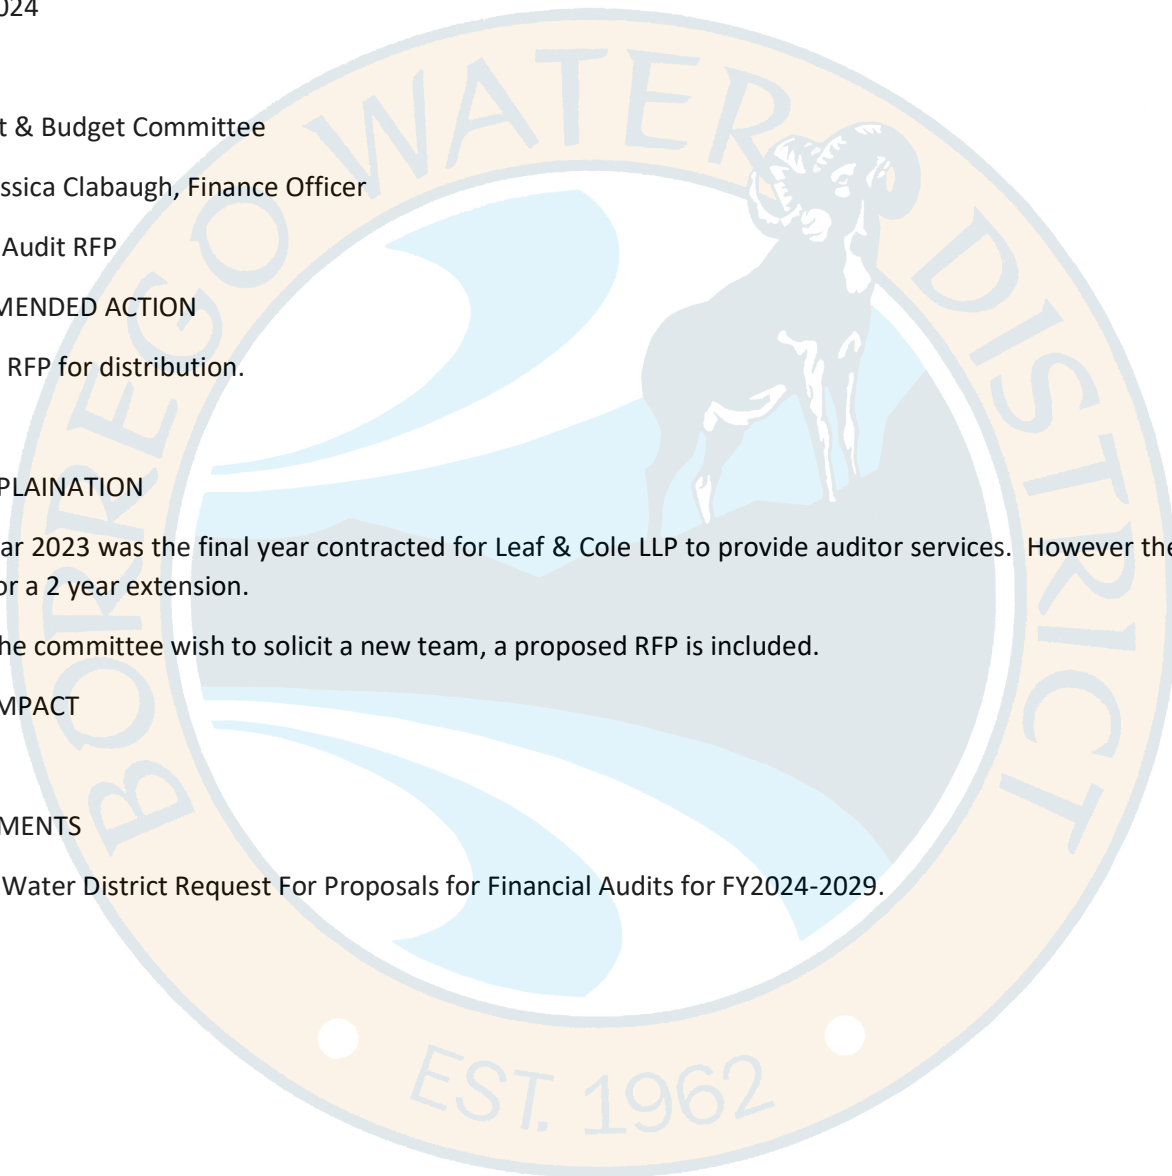 024
t & Budget Committee
ssica Clabaugh, Finance Officer
Audit RFP
MENDED ACTION
RFP for distribution.
PLAINATION
ar 2023 was the final year contracted for Leaf & Cole LLP to provide auditor services.  However the
or a 2 year extension.
he committee wish to solicit a new team, a proposed RFP is included.
MPACT
MENTS
Water District Request For Proposals for Financial Audits for FY2024-2029.
BORREGO WATER DISTRICT
EST. 1962